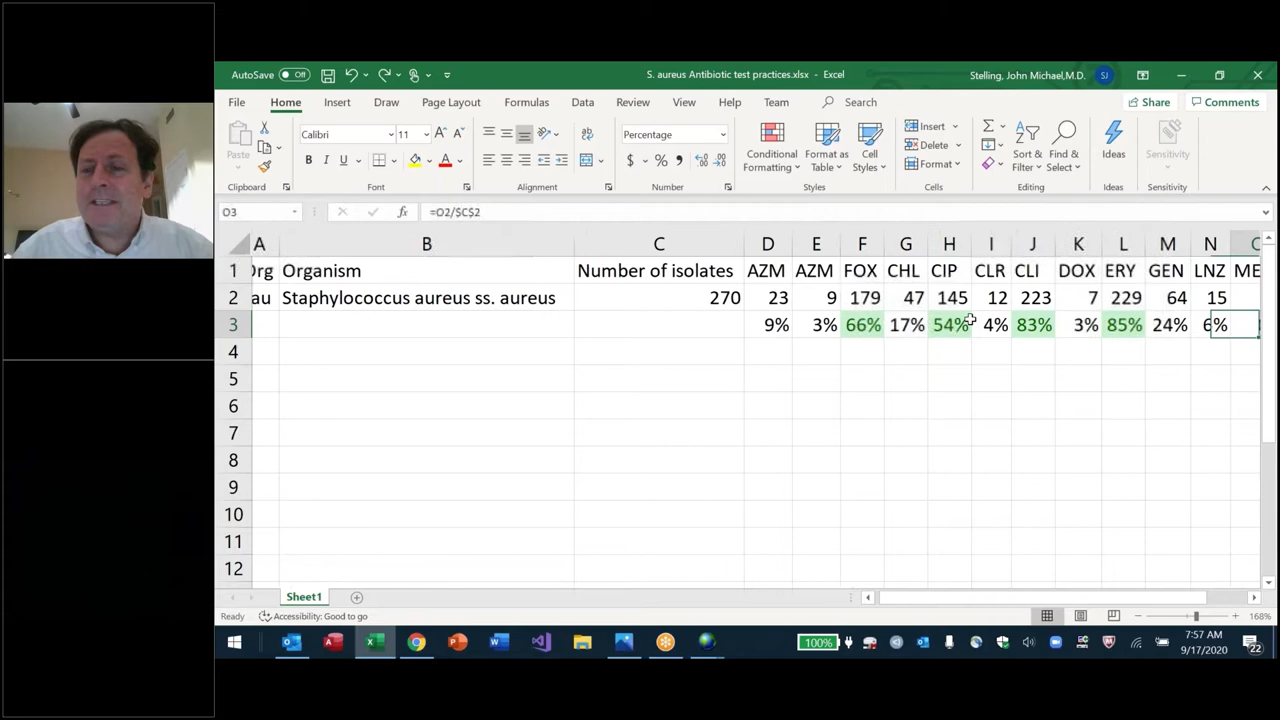 AutoSave Off S. aureus Antibiotic test practices.xlsx - Excel Stelling, John Michael,M.D. SJ
File Home Insert Draw Page Layout Formulas Data Review View Help Team Search Share Comments
Paste Calibri 11 Percentage Conditional Formatting Format as Table Cell Styles Insert Delete Format Sort & Filter Find & Select Ideas Sensitivity
Clipboard Font Alignment Number Styles Cells Editing Ideas Sensitivity
O3 fx =O2/$C$2
A B C D E F G H I J K L M N
1 Org Organism Number of isolates AZM AZM FOX CHL CIP CLR CLI DOX ERY GEN LNZ ME
2 au Staphylococcus aureus ss. aureus 270 23 9 179 47 145 12 223 7 229 64 15
3 9% 3% 66% 17% 54% 4% 83% 3% 85% 24% 6%
4
5
6
7
8
9
10
11
12
Sheet1
Ready Accessibility: Good to go 168%
100% 7:57 AM
9/17/2020 22